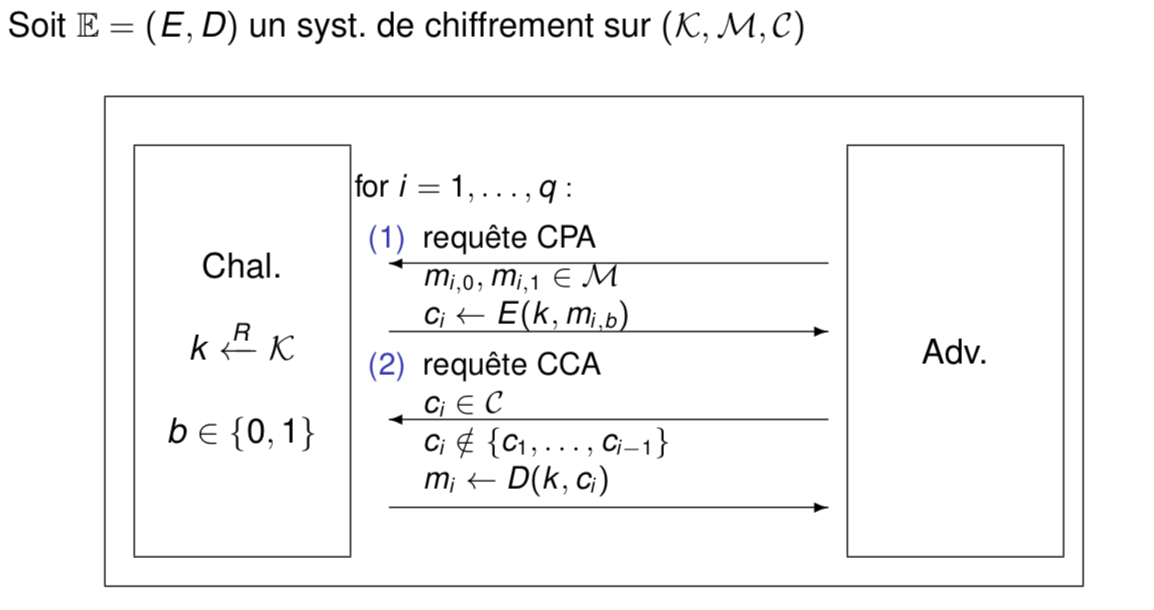 Soit 𝔼 = (E, D) un syst. de chiffrement sur (𝒦, ℳ, 𝒞)
Chal.
k ←R 𝒦
b ∈ {0, 1}
for i = 1, . . . , q :
(1) requête CPA
m_{i,0}, m_{i,1} ∈ ℳ
c_i ← E(k, m_{i,b})
(2) requête CCA
c_i ∈ 𝒞
c_i ∉ {c_1, . . . , c_{i−1}}
m_i ← D(k, c_i)
Adv.